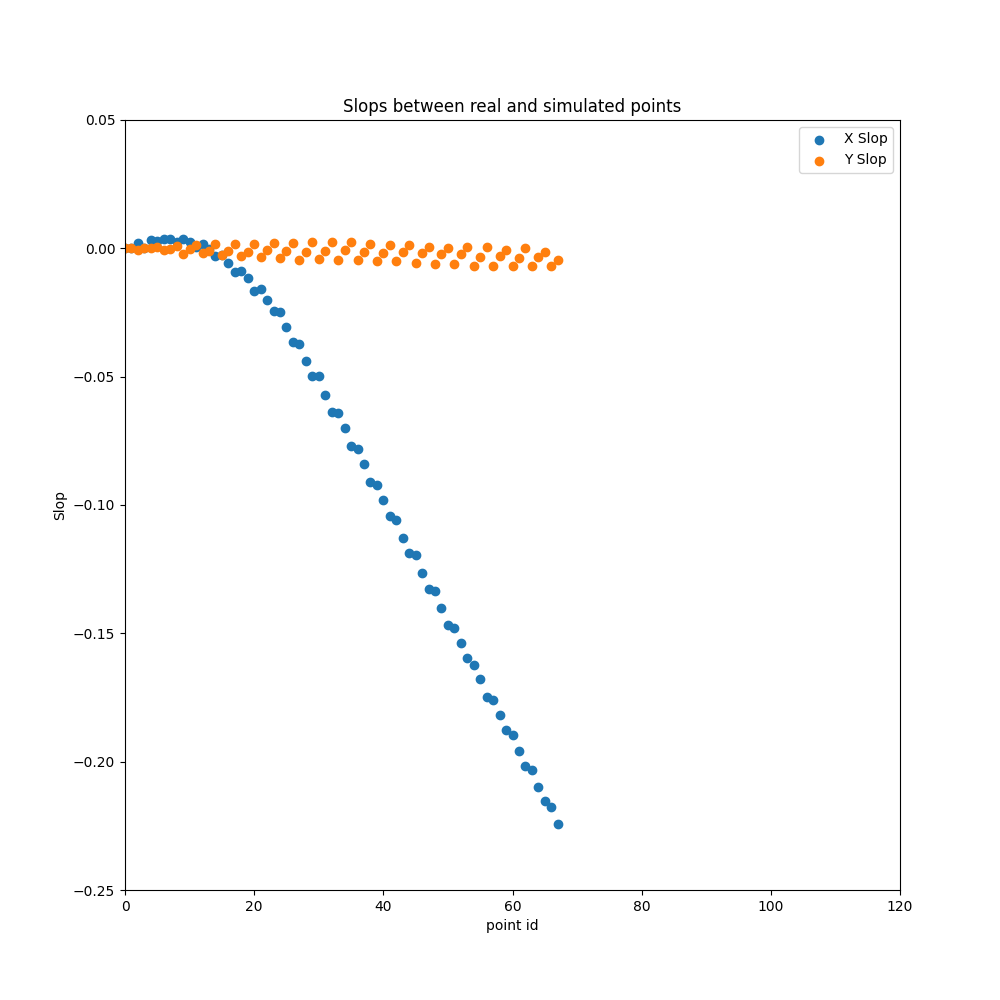 Slops between real and simulated points
X Slop
Y Slop
0.05
0.00
−0.05
−0.10
−0.15
−0.20
−0.25
Slop
0 20 40 60 80 100 120
point id